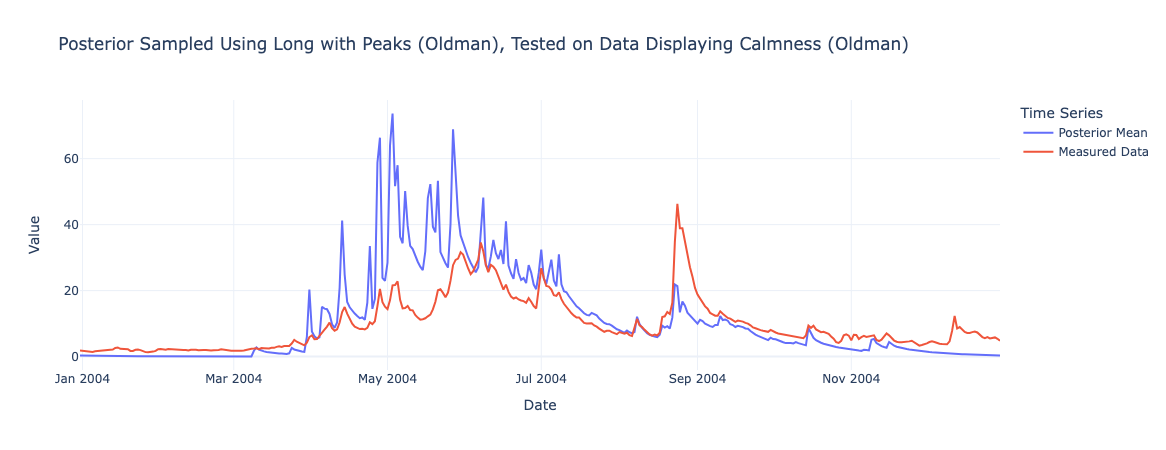 Posterior Sampled Using Long with Peaks (Oldman), Tested on Data Displaying Calmness (Oldman)
Time Series
Posterior Mean
Measured Data
Value
60
40
20
0
Jan 2004
Mar 2004
May 2004
Jul 2004
Sep 2004
Nov 2004
Date